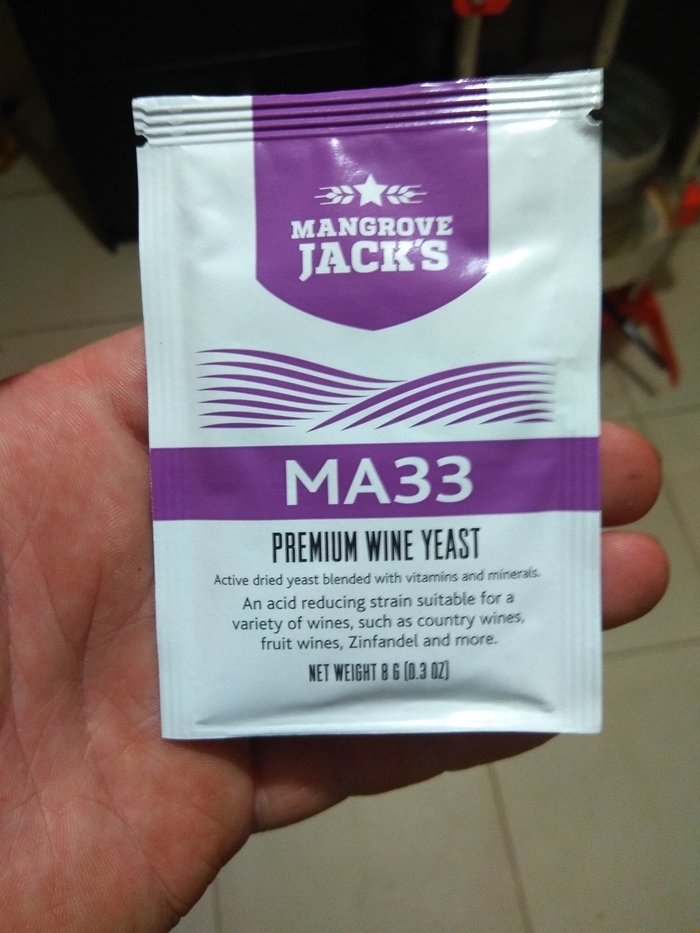 MANGROVE
JACK'S
MA33
PREMIUM WINE YEAST
Active dried yeast blended with vitamins and minerals.
An acid reducing strain suitable for a
variety of wines, such as country wines,
fruit wines, Zinfandel and more.
NET WEIGHT 8 G (0.3 OZ)